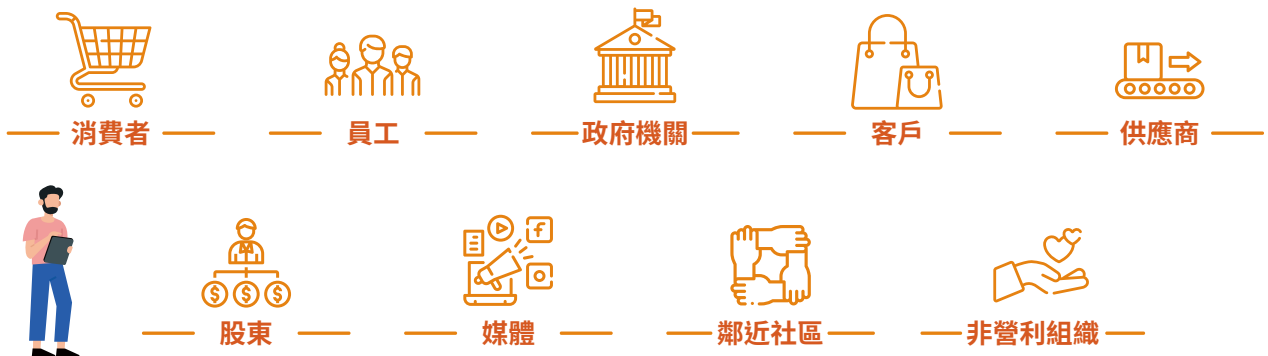 消費者
員工
政府機關
客戶
供應商
股東
媒體
鄰近社區
非營利組織